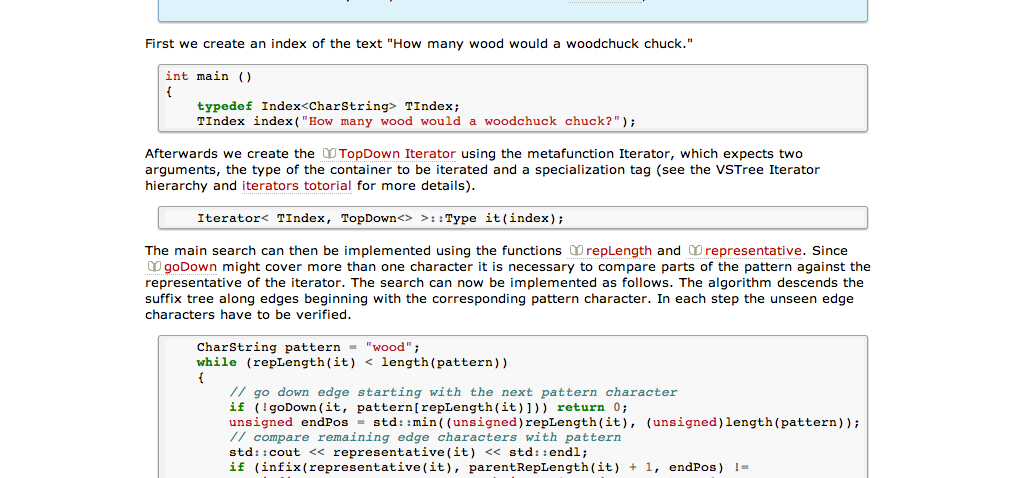 First we create an index of the text "How many wood would a woodchuck chuck."
int main ()
{
typedef Index<CharString> TIndex;
TIndex index("How many wood would a woodchuck chuck?");
Afterwards we create the TopDown Iterator using the metafunction Iterator, which expects two
arguments, the type of the container to be iterated and a specialization tag (see the VSTree Iterator
hierarchy and iterators totorial for more details).
Iterator< TIndex, TopDown<> >::Type it(index);
The main search can then be implemented using the functions repLength and representative. Since
goDown might cover more than one character it is necessary to compare parts of the pattern against the
representative of the iterator. The search can now be implemented as follows. The algorithm descends the
suffix tree along edges beginning with the corresponding pattern character. In each step the unseen edge
characters have to be verified.
CharString pattern = "wood";
while (repLength(it) < length(pattern))
{
// go down edge starting with the next pattern character
if (!goDown(it, pattern[repLength(it)])) return 0;
unsigned endPos = std::min((unsigned)repLength(it), (unsigned)length(pattern));
// compare remaining edge characters with pattern
std::cout << representative(it) << std::endl;
if (infix(representative(it), parentRepLength(it) + 1, endPos) !=